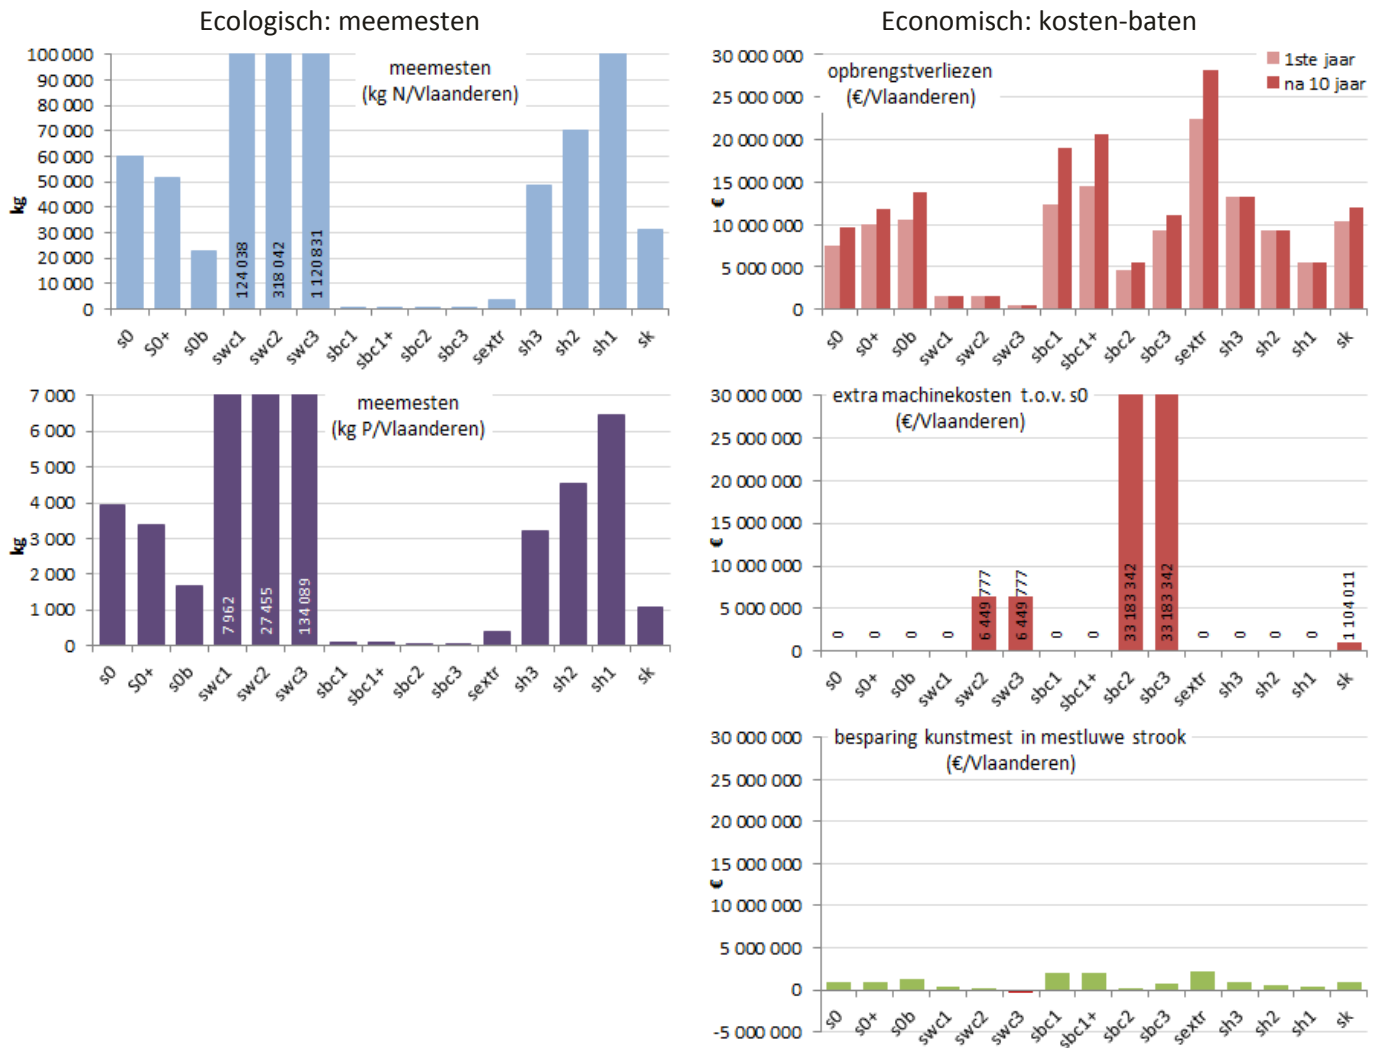 Ecologisch: meemesten
Economisch: kosten-baten
meemesten
(kg N/Vlaanderen)
100 000
90 000
80 000
70 000
60 000
50 000
40 000
30 000
20 000
10 000
0
kg
124 038
318 042
1 120 831
s0
S0+
s0b
swc1
swc2
swc3
sbc1
sbc1+
sbc2
sbc3
sextr
sh3
sh2
sh1
sk
opbrengstverliezen
(€/Vlaanderen)
1ste jaar
na 10 jaar
30 000 000
25 000 000
20 000 000
15 000 000
10 000 000
5 000 000
0
€
s0
s0+
s0b
swc1
swc2
swc3
sbc1
sbc1+
sbc2
sbc3
sextr
sh3
sh2
sh1
sk
meemesten
(kg P/Vlaanderen)
7 000
6 000
5 000
4 000
3 000
2 000
1 000
0
kg
7 962
27 455
134 089
s0
S0+
s0b
swc1
swc2
swc3
sbc1
sbc1+
sbc2
sbc3
sextr
sh3
sh2
sh1
sk
extra machinekosten t.o.v. s0
(€/Vlaanderen)
30 000 000
25 000 000
20 000 000
15 000 000
10 000 000
5 000 000
0
€
0
0
0
0
6 449 777
6 449 777
0
0
33 183 342
33 183 342
0
0
0
0
1 104 011
s0
s0+
s0b
swc1
swc2
swc3
sbc1
sbc1+
sbc2
sbc3
sextr
sh3
sh2
sh1
sk
besparing kunstmest in mestluwe strook
(€/Vlaanderen)
30 000 000
25 000 000
20 000 000
15 000 000
10 000 000
5 000 000
0
-5 000 000
€
s0
s0+
s0b
swc1
swc2
swc3
sbc1
sbc1+
sbc2
sbc3
sextr
sh3
sh2
sh1
sk